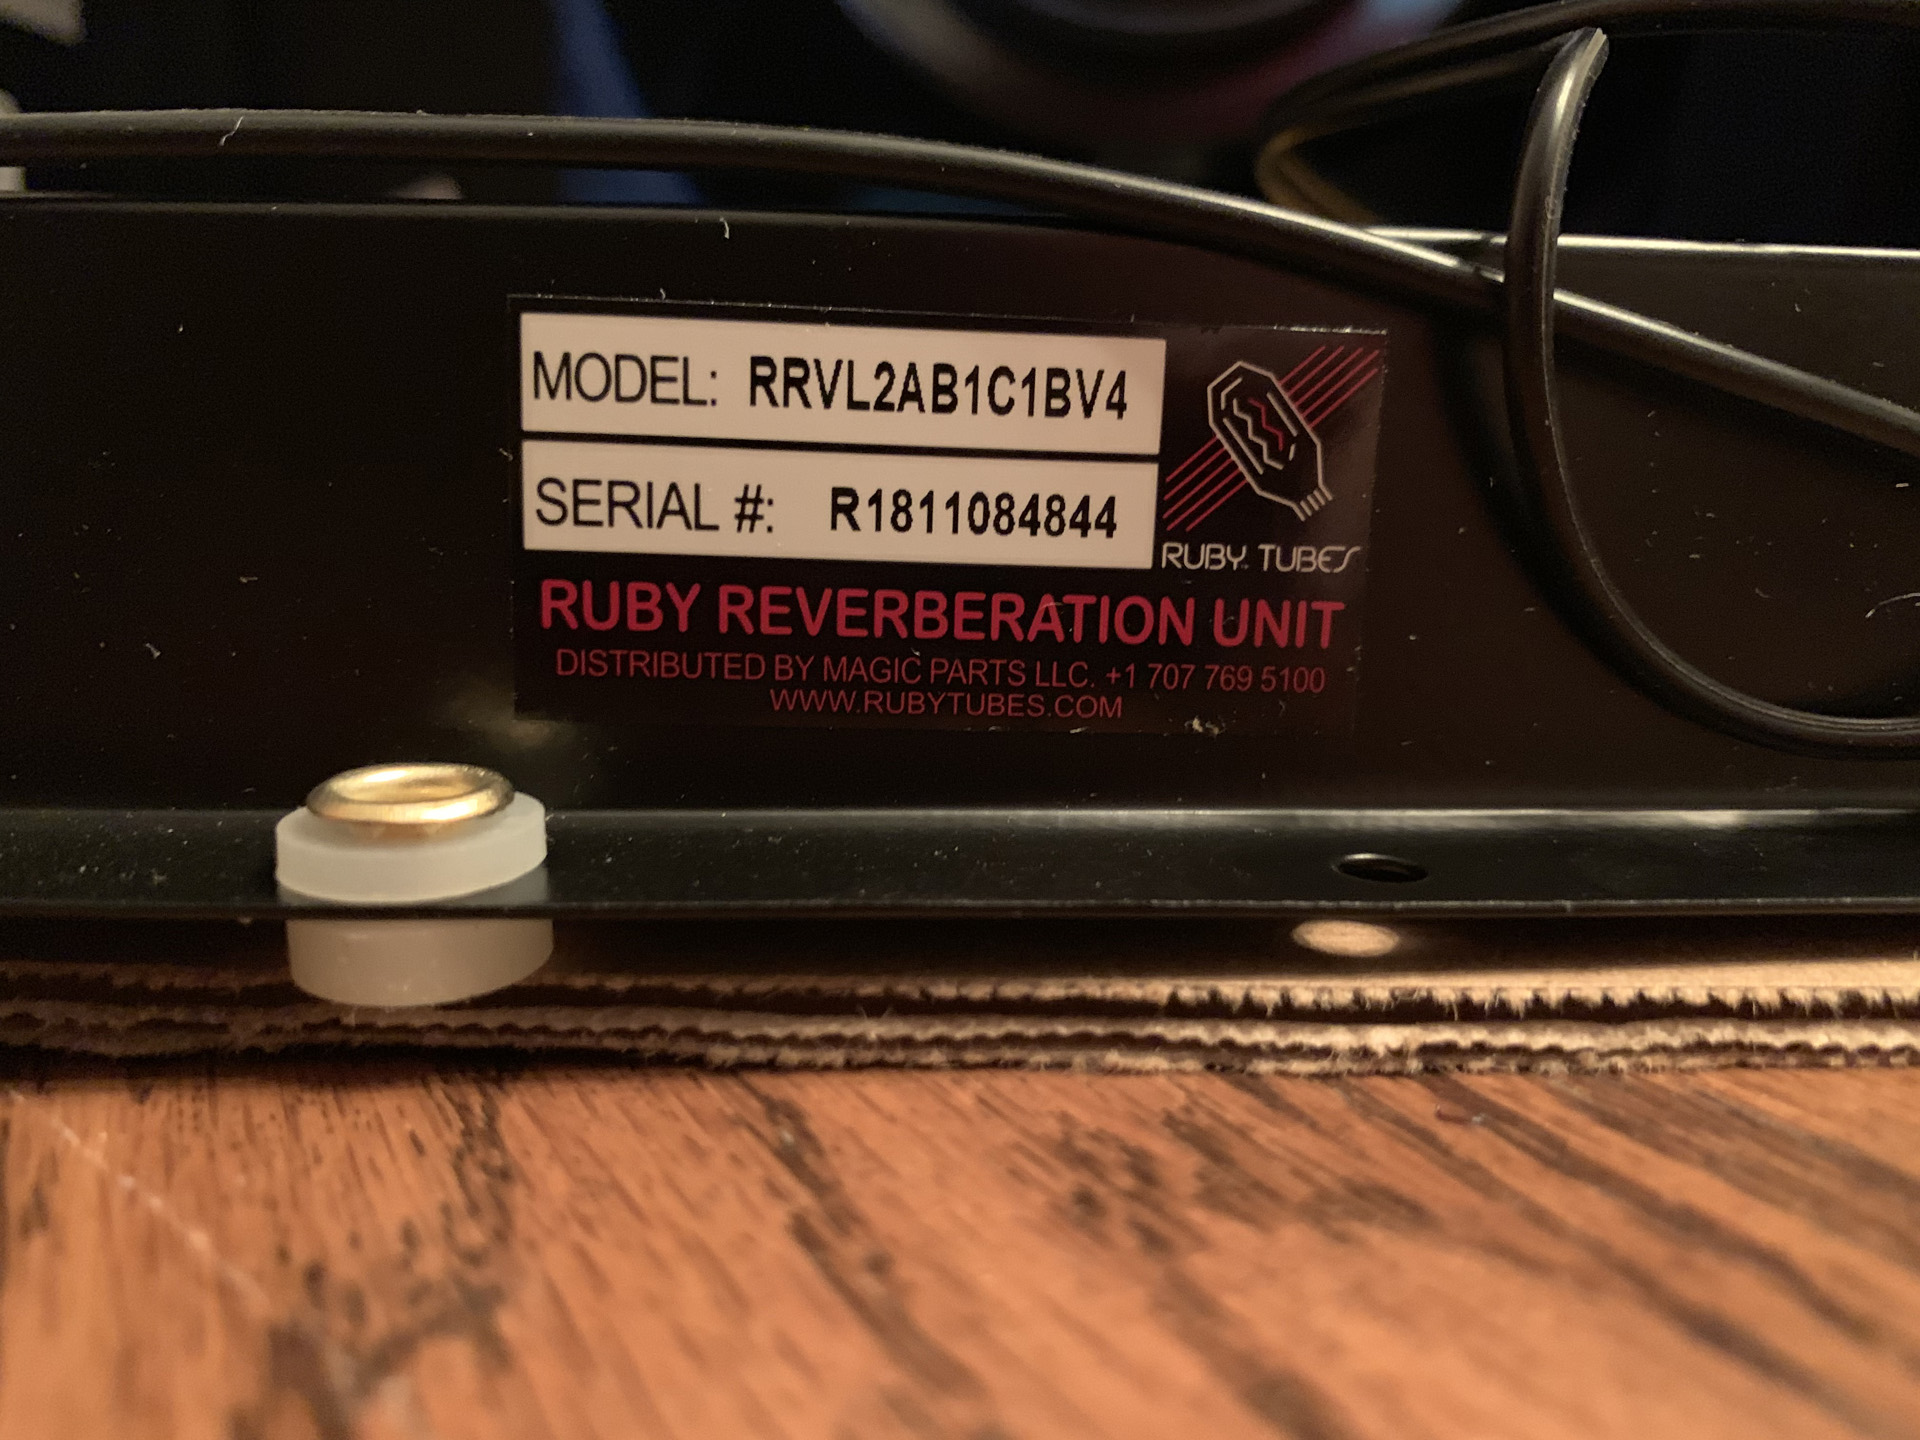 MODEL: RRVL2AB1C1BV4
SERIAL #: R1811084844
RUBY TUBES
RUBY REVERBERATION UNIT
DISTRIBUTED BY MAGIC PARTS LLC. +1 707 769 5100
WWW.RUBYTUBES.COM